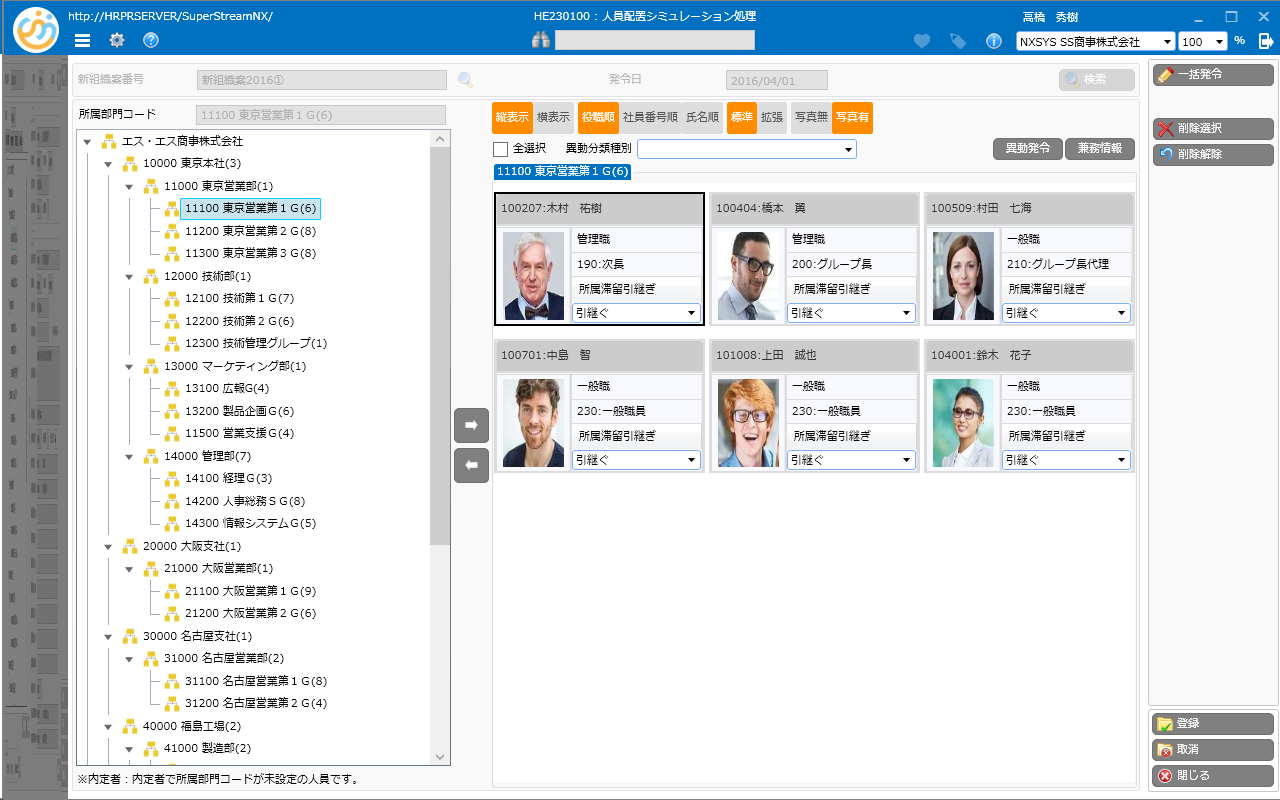 http://HRPRSERVER/SuperStreamNX/
HE230100：人員配置シミュレーション処理
高橋　秀樹
NXSYS SS商事株式会社
100
%
新組織案番号
新組織案2016①
発令日
2016/04/01
検索
所属部門コード
11100 東京営業第１G(6)
エス・エス商事株式会社
10000 東京本社(3)
11000 東京営業部(1)
11100 東京営業第１G(6)
11200 東京営業第２G(8)
11300 東京営業第３G(8)
12000 技術部(1)
12100 技術第１G(7)
12200 技術第２G(6)
12300 技術管理グループ(1)
13000 マーケティング部(1)
13100 広報G(4)
13200 製品企画G(6)
11500 営業支援G(4)
14000 管理部(7)
14100 経理G(3)
14200 人事総務ＳG(8)
14300 情報システムG(5)
20000 大阪支社(1)
21000 大阪営業部(1)
21100 大阪営業第１G(9)
21200 大阪営業第２G(6)
30000 名古屋支社(1)
31000 名古屋営業部(2)
31100 名古屋営業第１G(8)
31200 名古屋営業第２G(4)
40000 福島工場(2)
41000 製造部(2)
※内定者：内定者で所属部門コードが未設定の人員です。
縦表示
横表示
役職順
社員番号順
氏名順
標準
拡張
写真無
写真有
全選択
異動分類種別
異動発令
兼務情報
11100 東京営業第１G(6)
100207:木村　祐樹
管理職
190:次長
所属滞留引継ぎ
引継ぐ
100404:橋本　翼
管理職
200:グループ長
所属滞留引継ぎ
引継ぐ
100509:村田　七海
一般職
210:グループ長代理
所属滞留引継ぎ
引継ぐ
100701:中島　智
一般職
230:一般職員
所属滞留引継ぎ
引継ぐ
101008:上田　誠也
一般職
230:一般職員
所属滞留引継ぎ
引継ぐ
104001:鈴木　花子
一般職
230:一般職員
所属滞留引継ぎ
引継ぐ
一括発令
削除選択
削除解除
登録
取消
閉じる